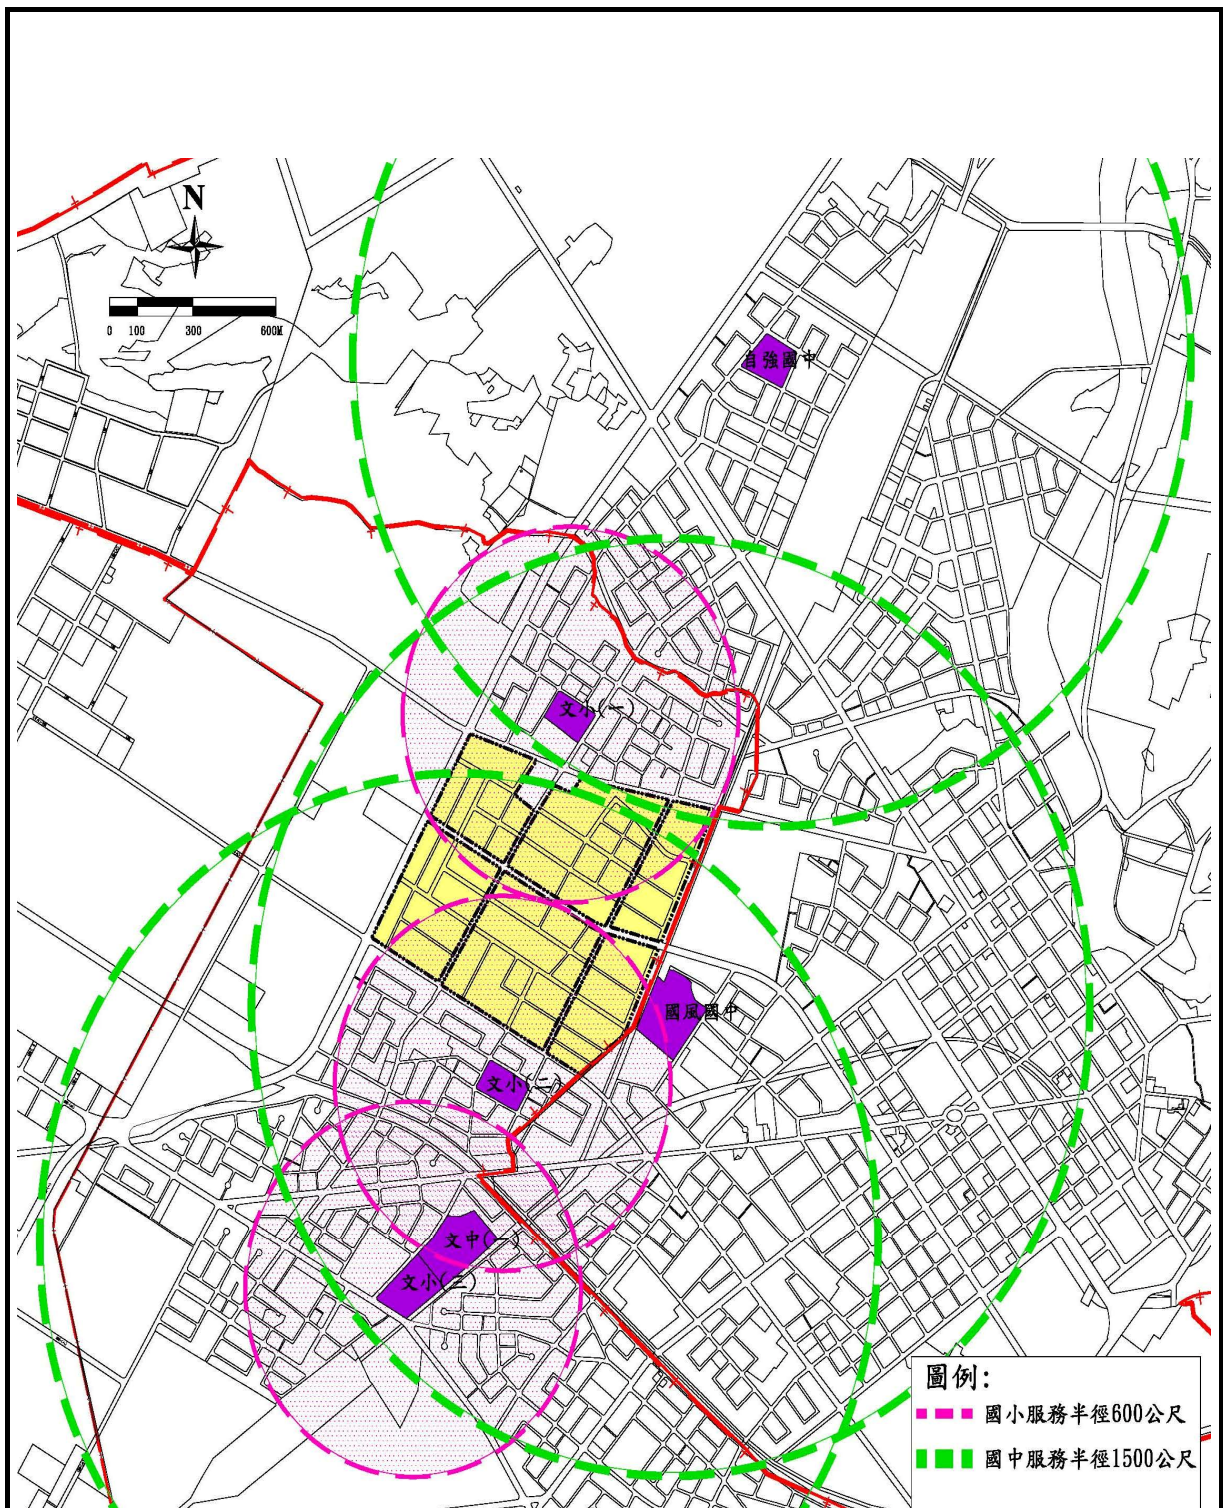 N
0 100 300 600M
自強國中
文小(一)
國風國中
文小(二)
文中(一)
文小(三)
圖例:
國小服務半徑600公尺
國中服務半徑1500公尺